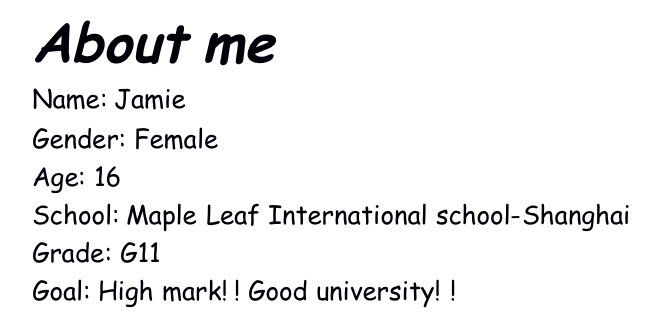 About me
Name: Jamie
Gender: Female
Age: 16
School: Maple Leaf International school-Shanghai
Grade: G11
Goal: High mark! ! Good university! !